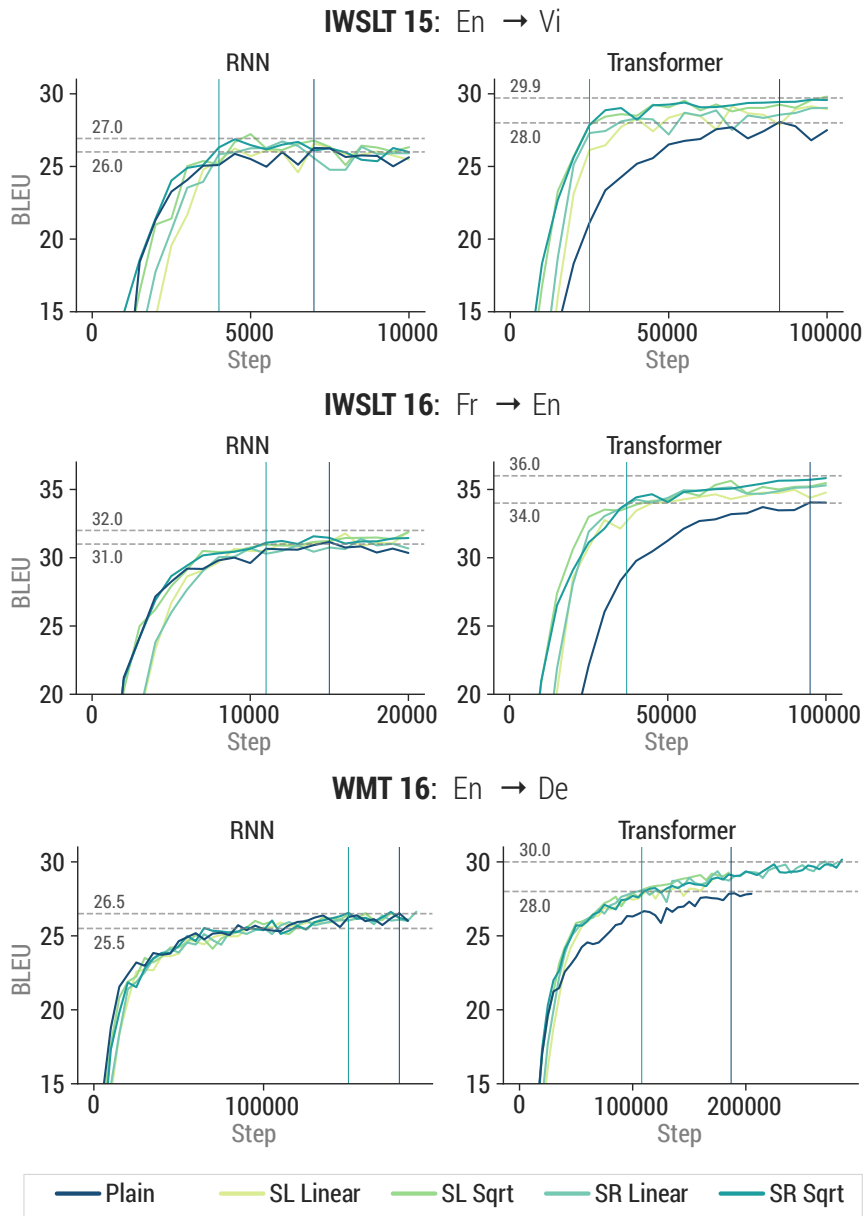 IWSLT 15: En → Vi
RNN
Transformer
BLEU
30
25
20
15
27.0
26.0
0
5000
10000
Step
30
25
20
15
29.9
28.0
0
50000
100000
Step
IWSLT 16: Fr → En
RNN
Transformer
BLEU
35
30
25
20
32.0
31.0
0
10000
20000
Step
35
30
25
20
36.0
34.0
0
50000
100000
Step
WMT 16: En → De
RNN
Transformer
BLEU
30
25
20
15
26.5
25.5
0
100000
Step
30
25
20
15
30.0
28.0
0
100000
200000
Step
Plain
SL Linear
SL Sqrt
SR Linear
SR Sqrt